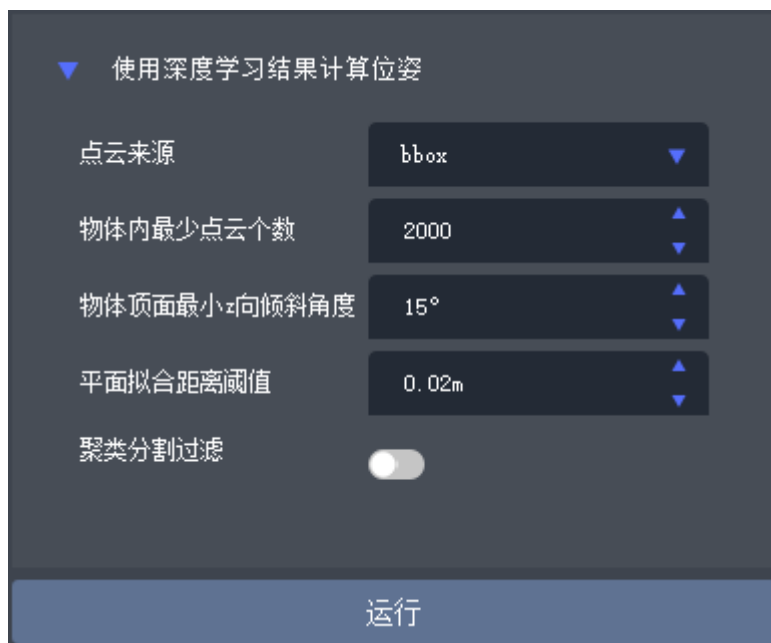 使用深度学习结果计算位姿
点云来源 bbox
物体内最少点云个数 2000
物体顶面最小z向倾斜角度 15°
平面拟合距离阈值 0.02m
聚类分割过滤
运行